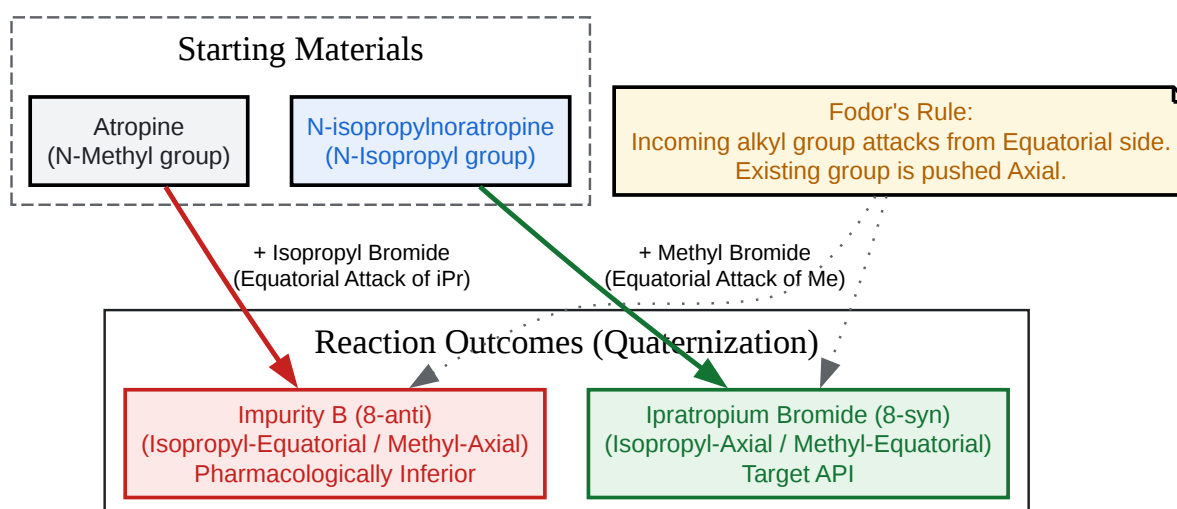 Starting Materials
Atropine
(N-Methyl group)
N-isopropylnoratropine
(N-Isopropyl group)
Fodor's Rule:
Incoming alkyl group attacks from Equatorial side.
Existing group is pushed Axial.
+ Isopropyl Bromide
(Equatorial Attack of iPr)
+ Methyl Bromide
(Equatorial Attack of Me)
Reaction Outcomes (Quaternization)
Impurity B (8-anti)
(Isopropyl-Equatorial / Methyl-Axial)
Pharmacologically Inferior
Ipratropium Bromide (8-syn)
(Isopropyl-Axial / Methyl-Equatorial)
Target API